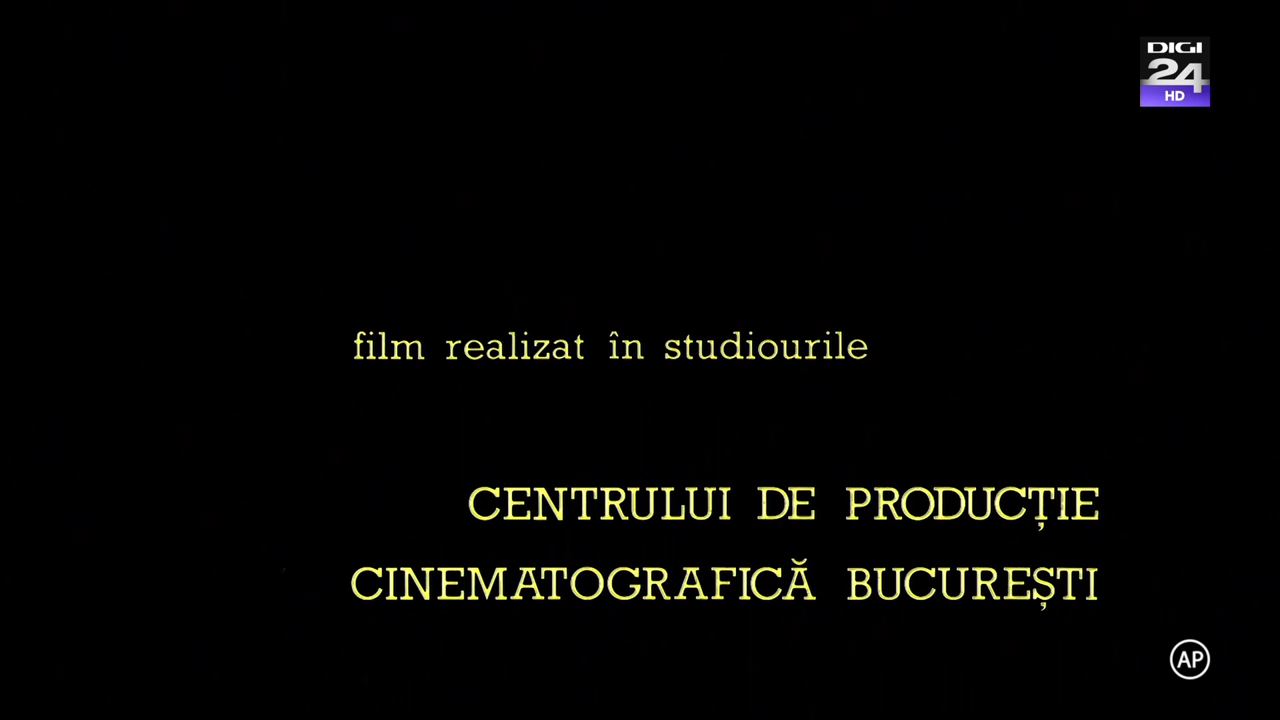 DIGI
24
HD
film realizat în studiourile
CENTRULUI DE PRODUCȚIE
CINEMATOGRAFICĂ BUCUREȘTI
AP